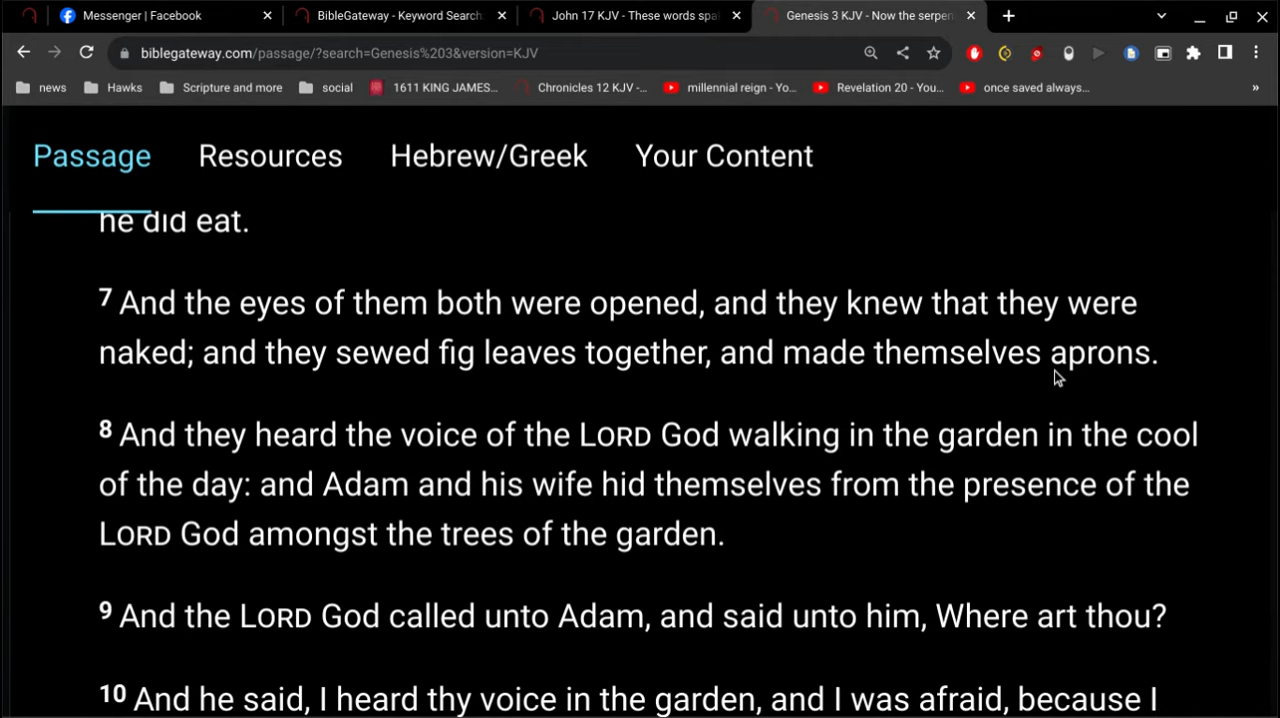 Messenger | Facebook
BibleGateway - Keyword Search:
John 17 KJV - These words spa
Genesis 3 KJV - Now the serpen
biblegateway.com/passage/?search=Genesis%203&version=KJV
news
Hawks
Scripture and more
social
1611 KING JAMES...
Chronicles 12 KJV -...
millennial reign - Yo...
Revelation 20 - You...
once saved always...
»
Passage
Resources
Hebrew/Greek
Your Content
he did eat.
7 And the eyes of them both were opened, and they knew that they were
naked; and they sewed fig leaves together, and made themselves aprons.
8 And they heard the voice of the LORD God walking in the garden in the cool
of the day: and Adam and his wife hid themselves from the presence of the
LORD God amongst the trees of the garden.
9 And the LORD God called unto Adam, and said unto him, Where art thou?
10 And he said, I heard thy voice in the garden, and I was afraid, because I